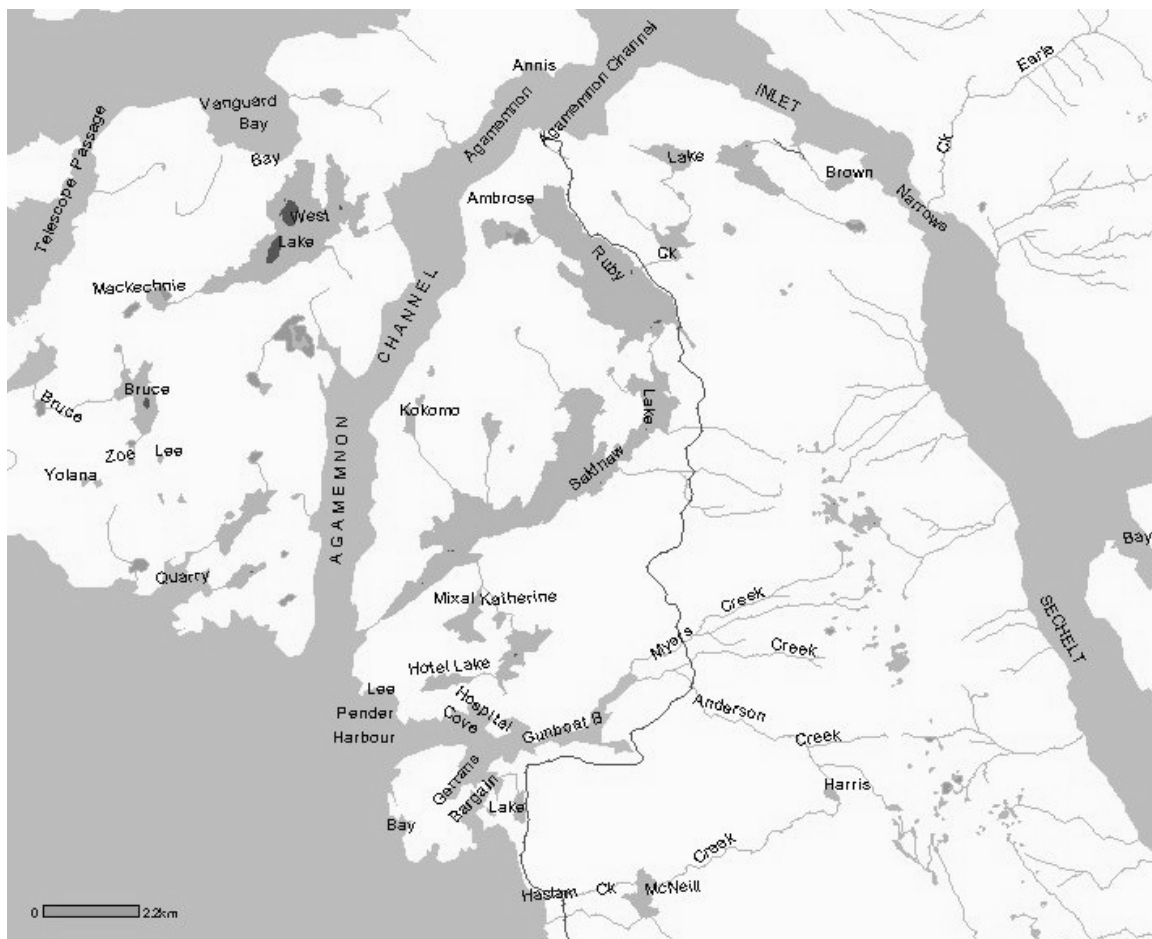 Annis
Agamemnon Channel
Earle
Vanguard
Bay
Agamemnon
INLET
Ck
Telescope Passage
Bay
Lake
Brown
West
Ambrose
Narrows
Lake
Ruby
Ck
Mackechnie
CHANNEL
Bruce
Bruce
Kokomo
Lake
Zoe
Lee
Yolana
Sakinaw
AGAMEMNON
Bay
Quarry
Mixal Katherine
Creek
SECHELT
Myers
Creek
Hotel Lake
Lee
Hospital
Anderson
Pender
Cove
Harbour
Gunboat B
Creek
Gerrans
Bargain
Lake
Harris
Bay
Creek
Haslam
Ck
McNeill
0
2.2km